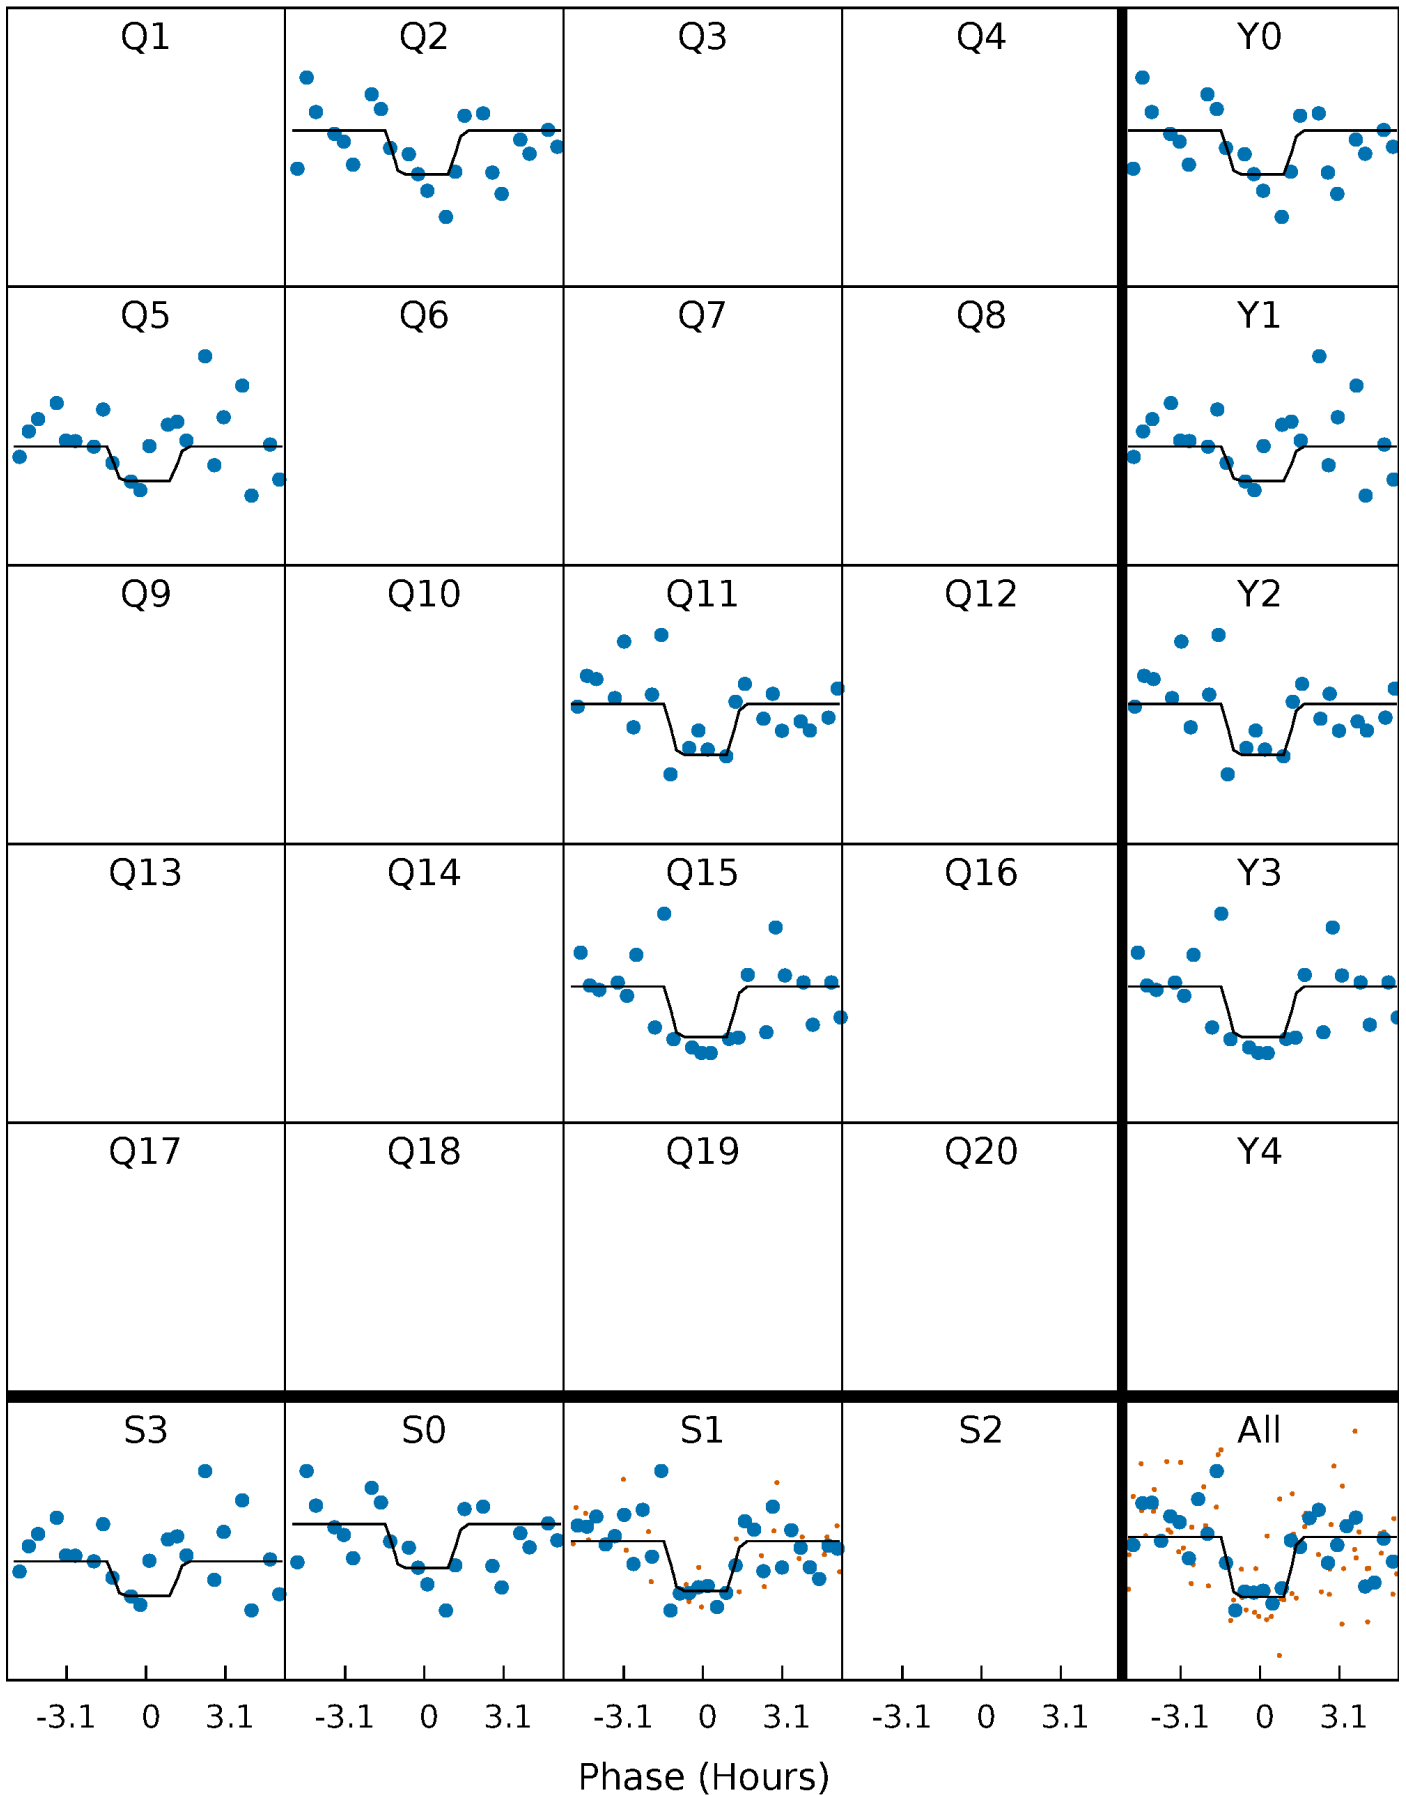 Q1 Q2 Q3 Q4 Y0
Q5 Q6 Q7 Q8 Y1
Q9 Q10 Q11 Q12 Y2
Q13 Q14 Q15 Q16 Y3
Q17 Q18 Q19 Q20 Y4
S3 S0 S1 S2 All
-3.1 0 3.1 -3.1 0 3.1 -3.1 0 3.1 -3.1 0 3.1 -3.1 0 3.1
Phase (Hours)